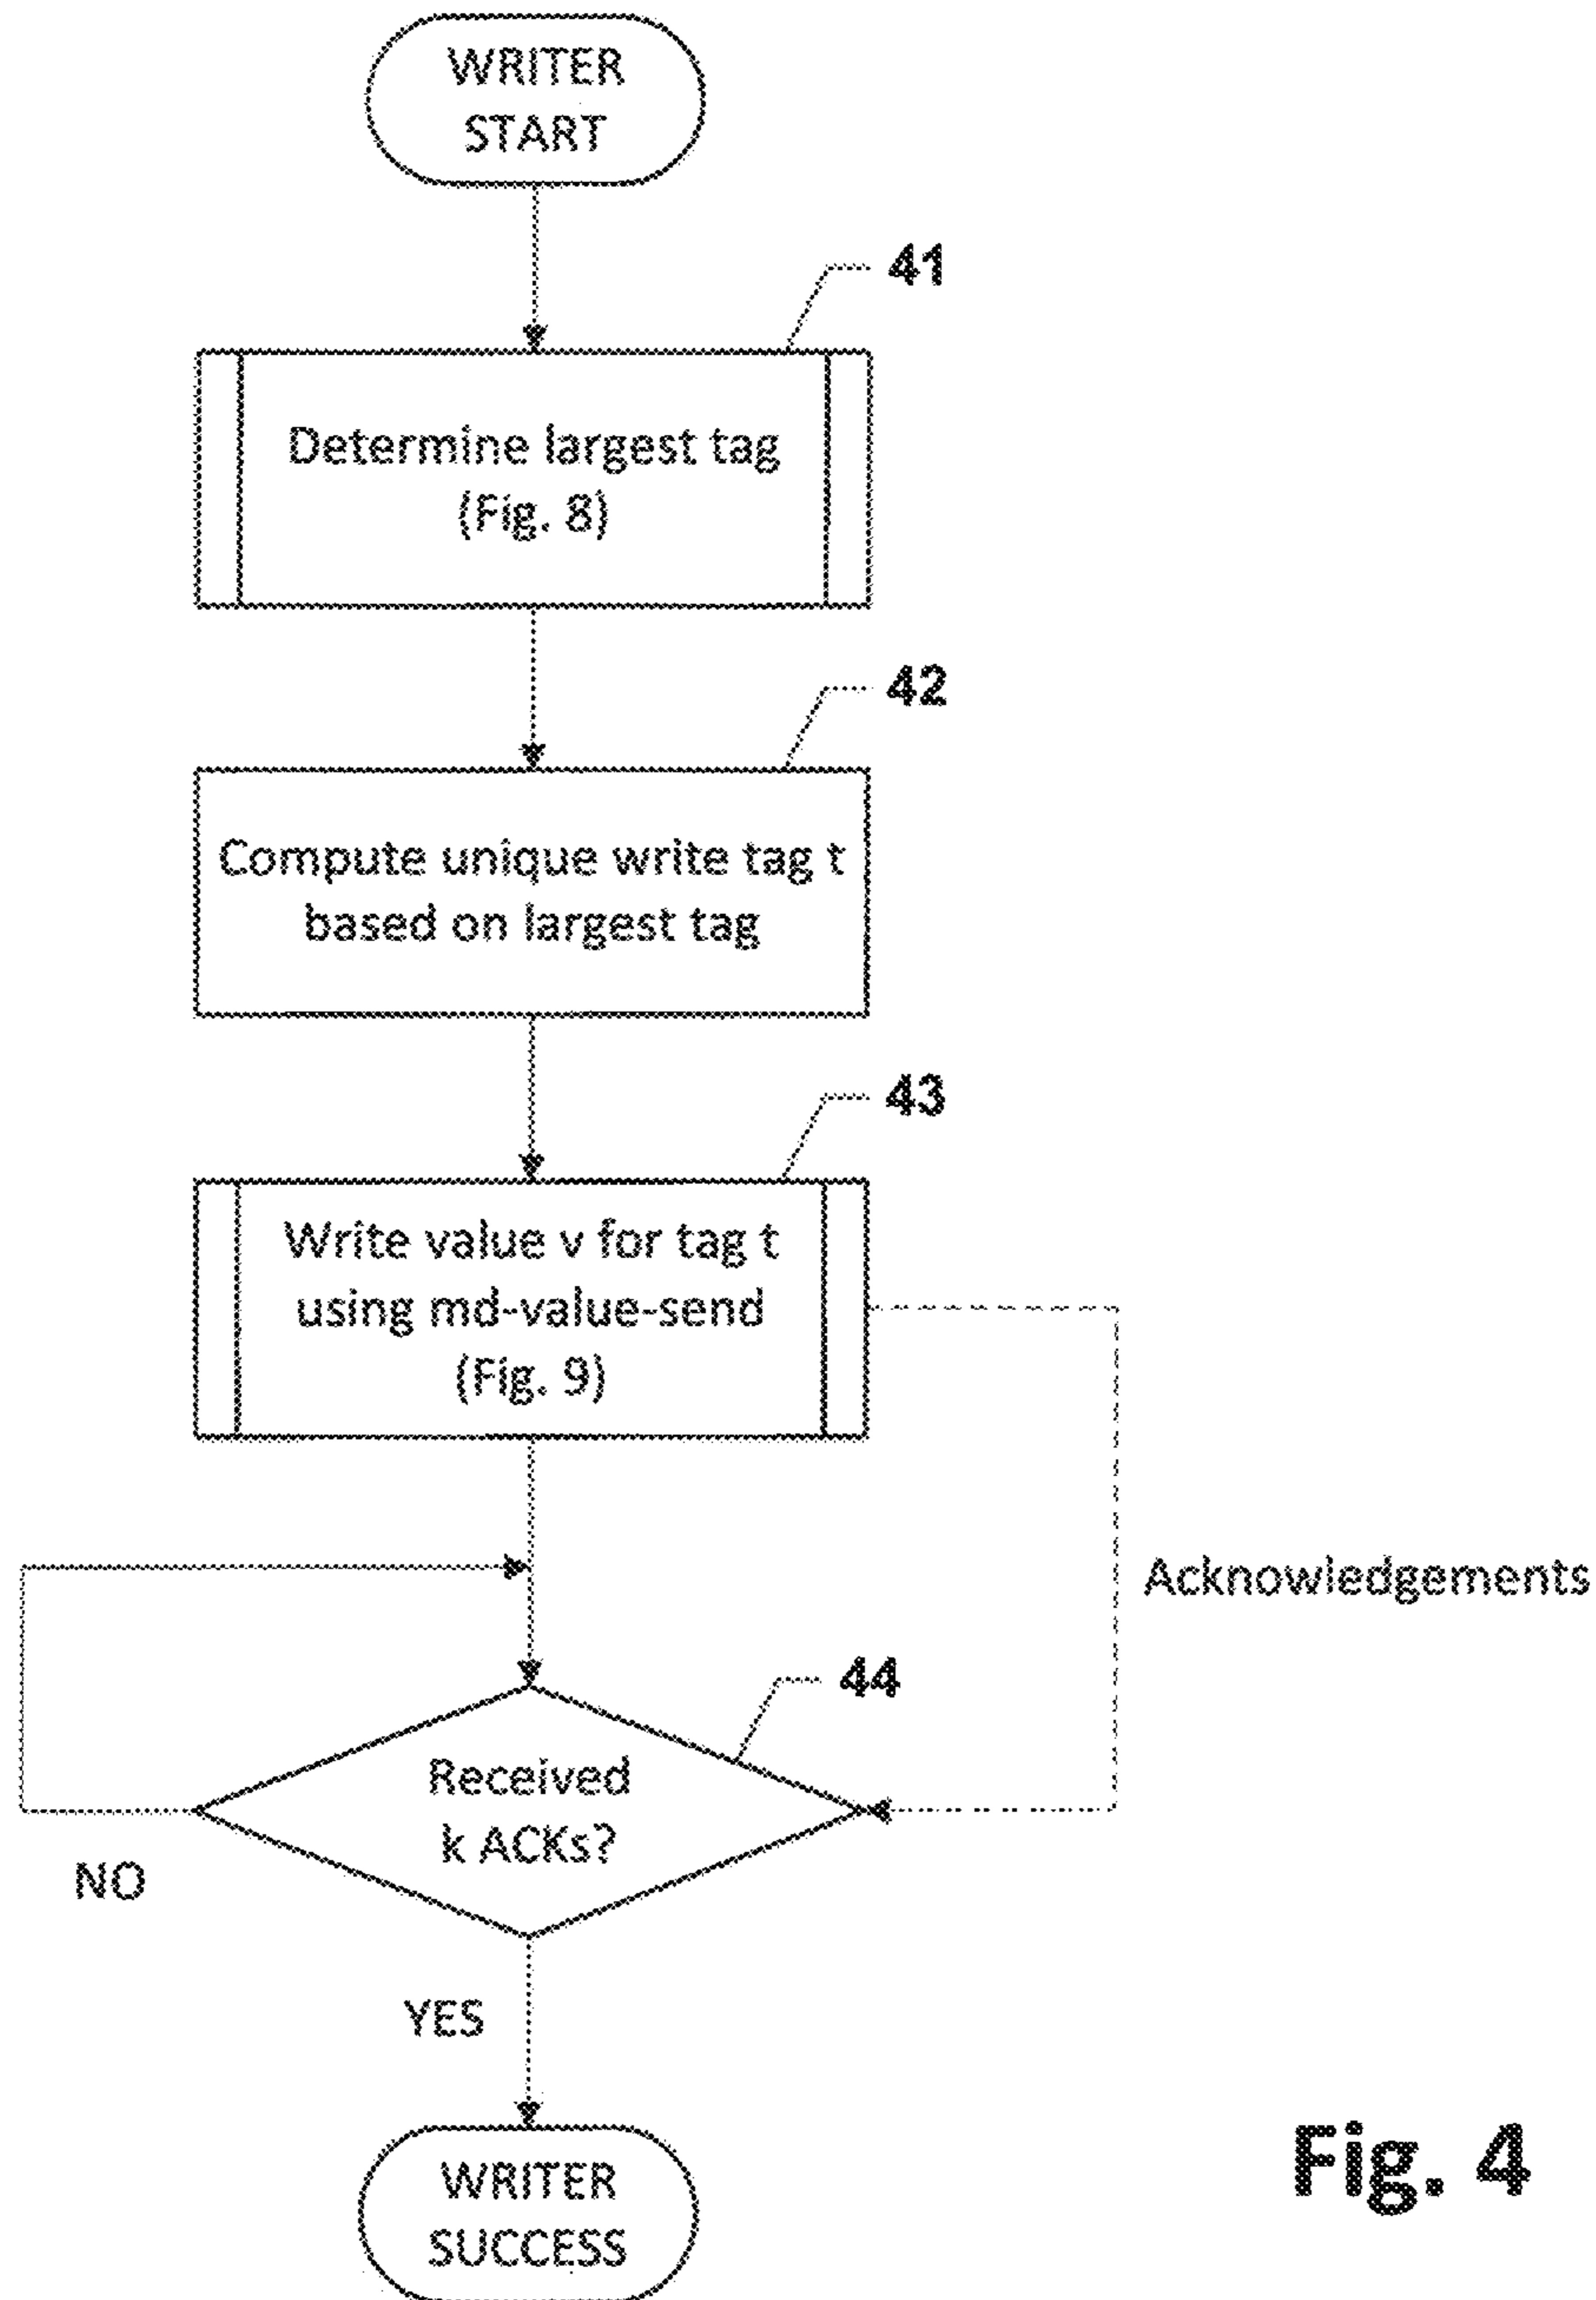 WRITER
START
41
Determine largest tag
(Fig. 8)
42
Compute unique write tag t
based on largest tag
43
Write value v for tag t
using md-value-send
(Fig. 9)
Acknowledgements
44
Received
k ACKs?
NO
YES
WRITER
SUCCESS
Fig. 4